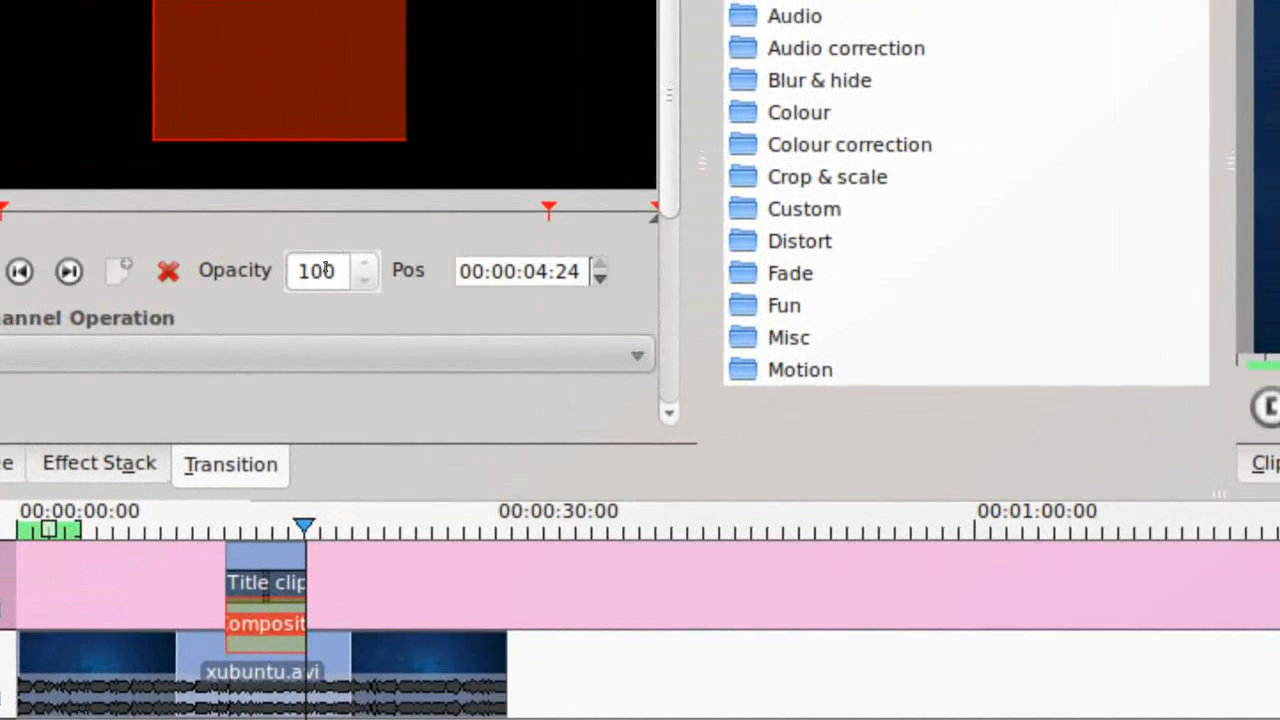 Audio
Audio correction
Blur & hide
Colour
Colour correction
Crop & scale
Custom
Distort
Fade
Fun
Misc
Motion
Opacity 100 Pos 00:00:04:24
annel Operation
e Effect Stack Transition
Clip
00:00:00:00 00:00:30:00 00:01:00:00
Title clip
omposit
xubuntu.avi